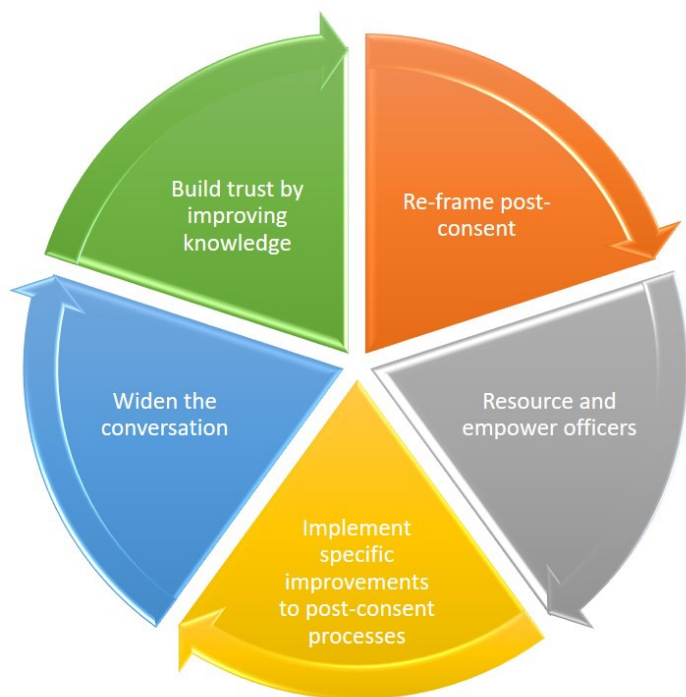 Re-frame post-
consent
Resource and
empower officers
Implement
specific
improvements
to post-consent
processes
Widen the
conversation
Build trust by
improving
knowledge